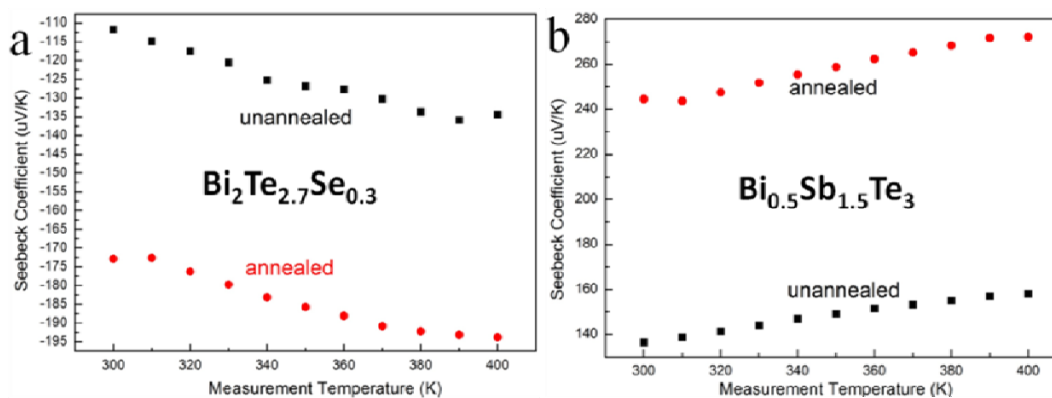 a
-110
-115
-120
-125
-130
-135
-140
-145
-150
-155
-160
-165
-170
-175
-180
-185
-190
-195
Seebeck Coefficient (uV/K)
unannealed
Bi₂Te₂.₇Se₀.₃
annealed
300 320 340 360 380 400
Measurement Temperature (K)
b
280
260
240
220
200
180
160
140
Seebeck Coefficient (uV/K)
annealed
Bi₀.₅Sb₁.₅Te₃
unannealed
300 320 340 360 380 400
Measurement Temperature (K)